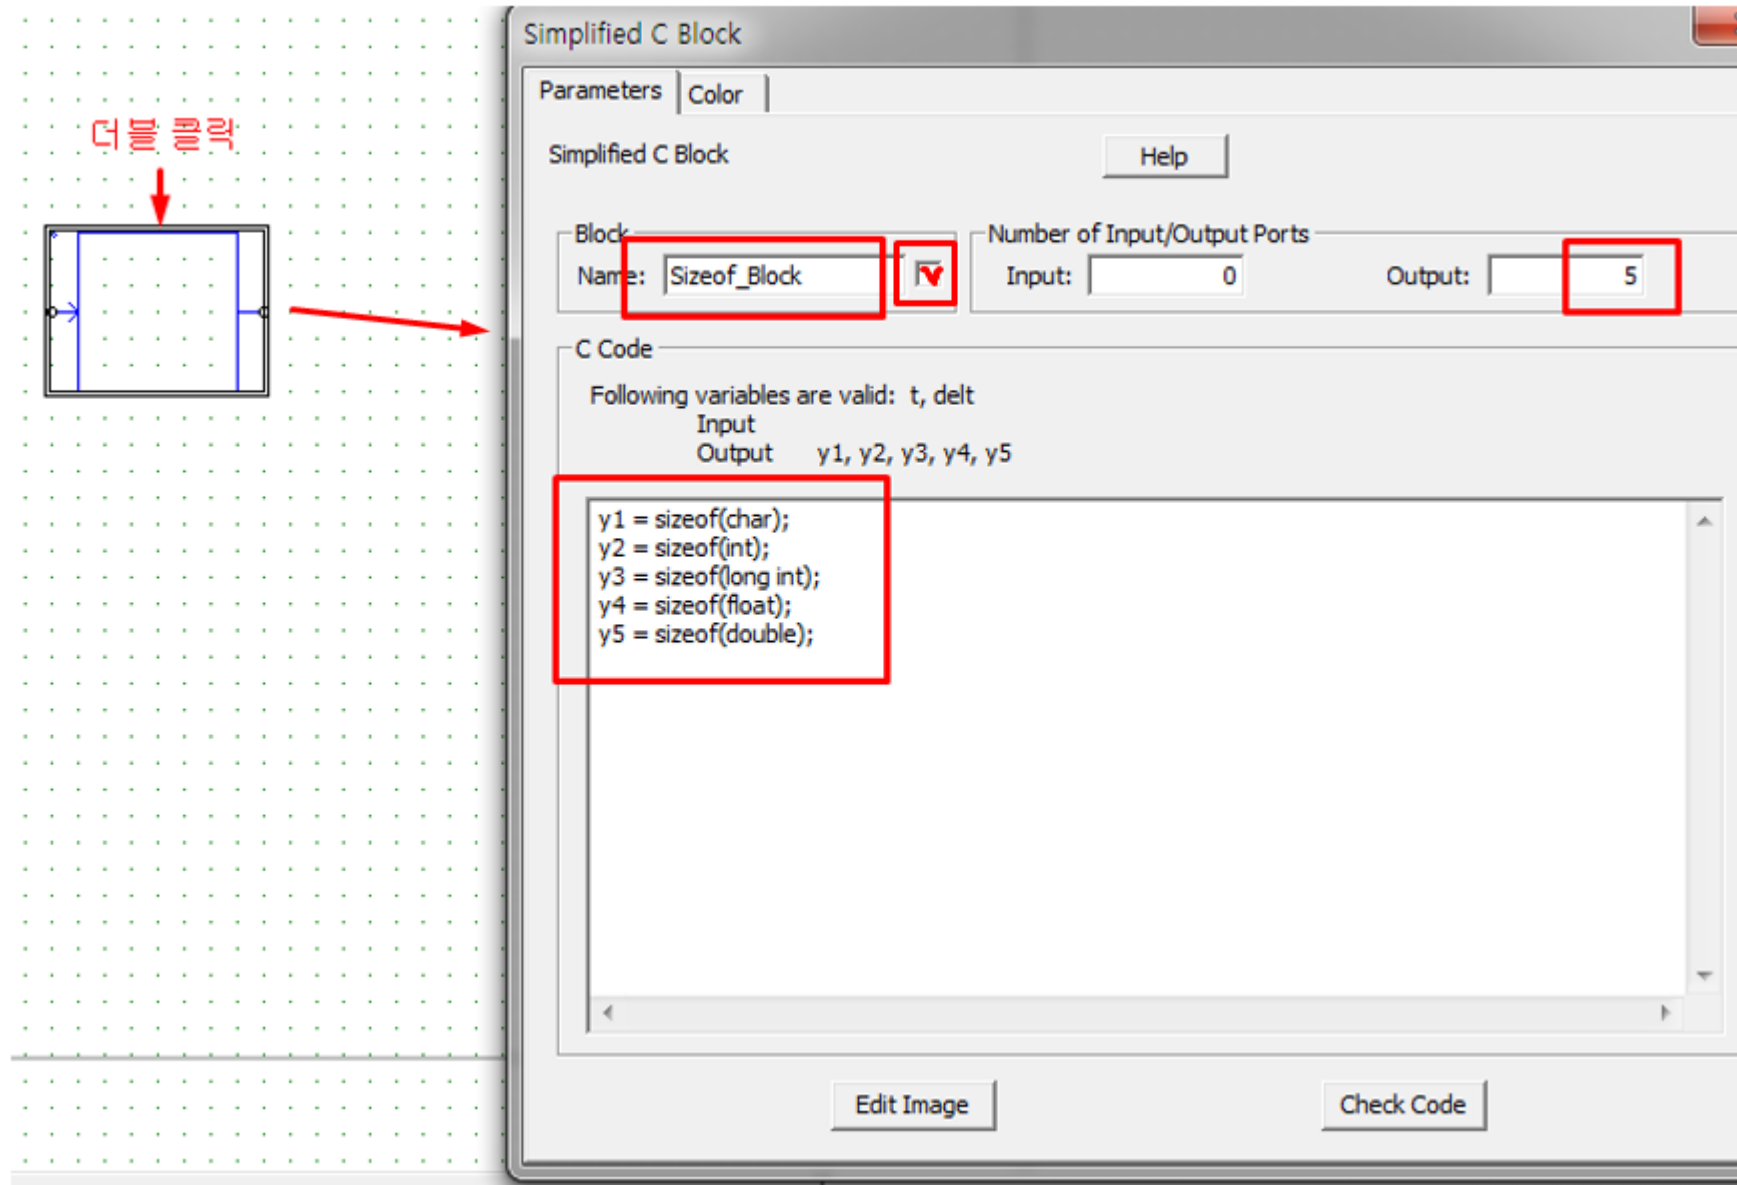 더블 클릭
Simplified C Block
Parameters Color
Simplified C Block Help
Block Number of Input/Output Ports
Name: Sizeof_Block Input: 0 Output: 5
C Code
Following variables are valid: t, delt
Input
Output y1, y2, y3, y4, y5
y1 = sizeof(char);
y2 = sizeof(int);
y3 = sizeof(long int);
y4 = sizeof(float);
y5 = sizeof(double);
Edit Image Check Code